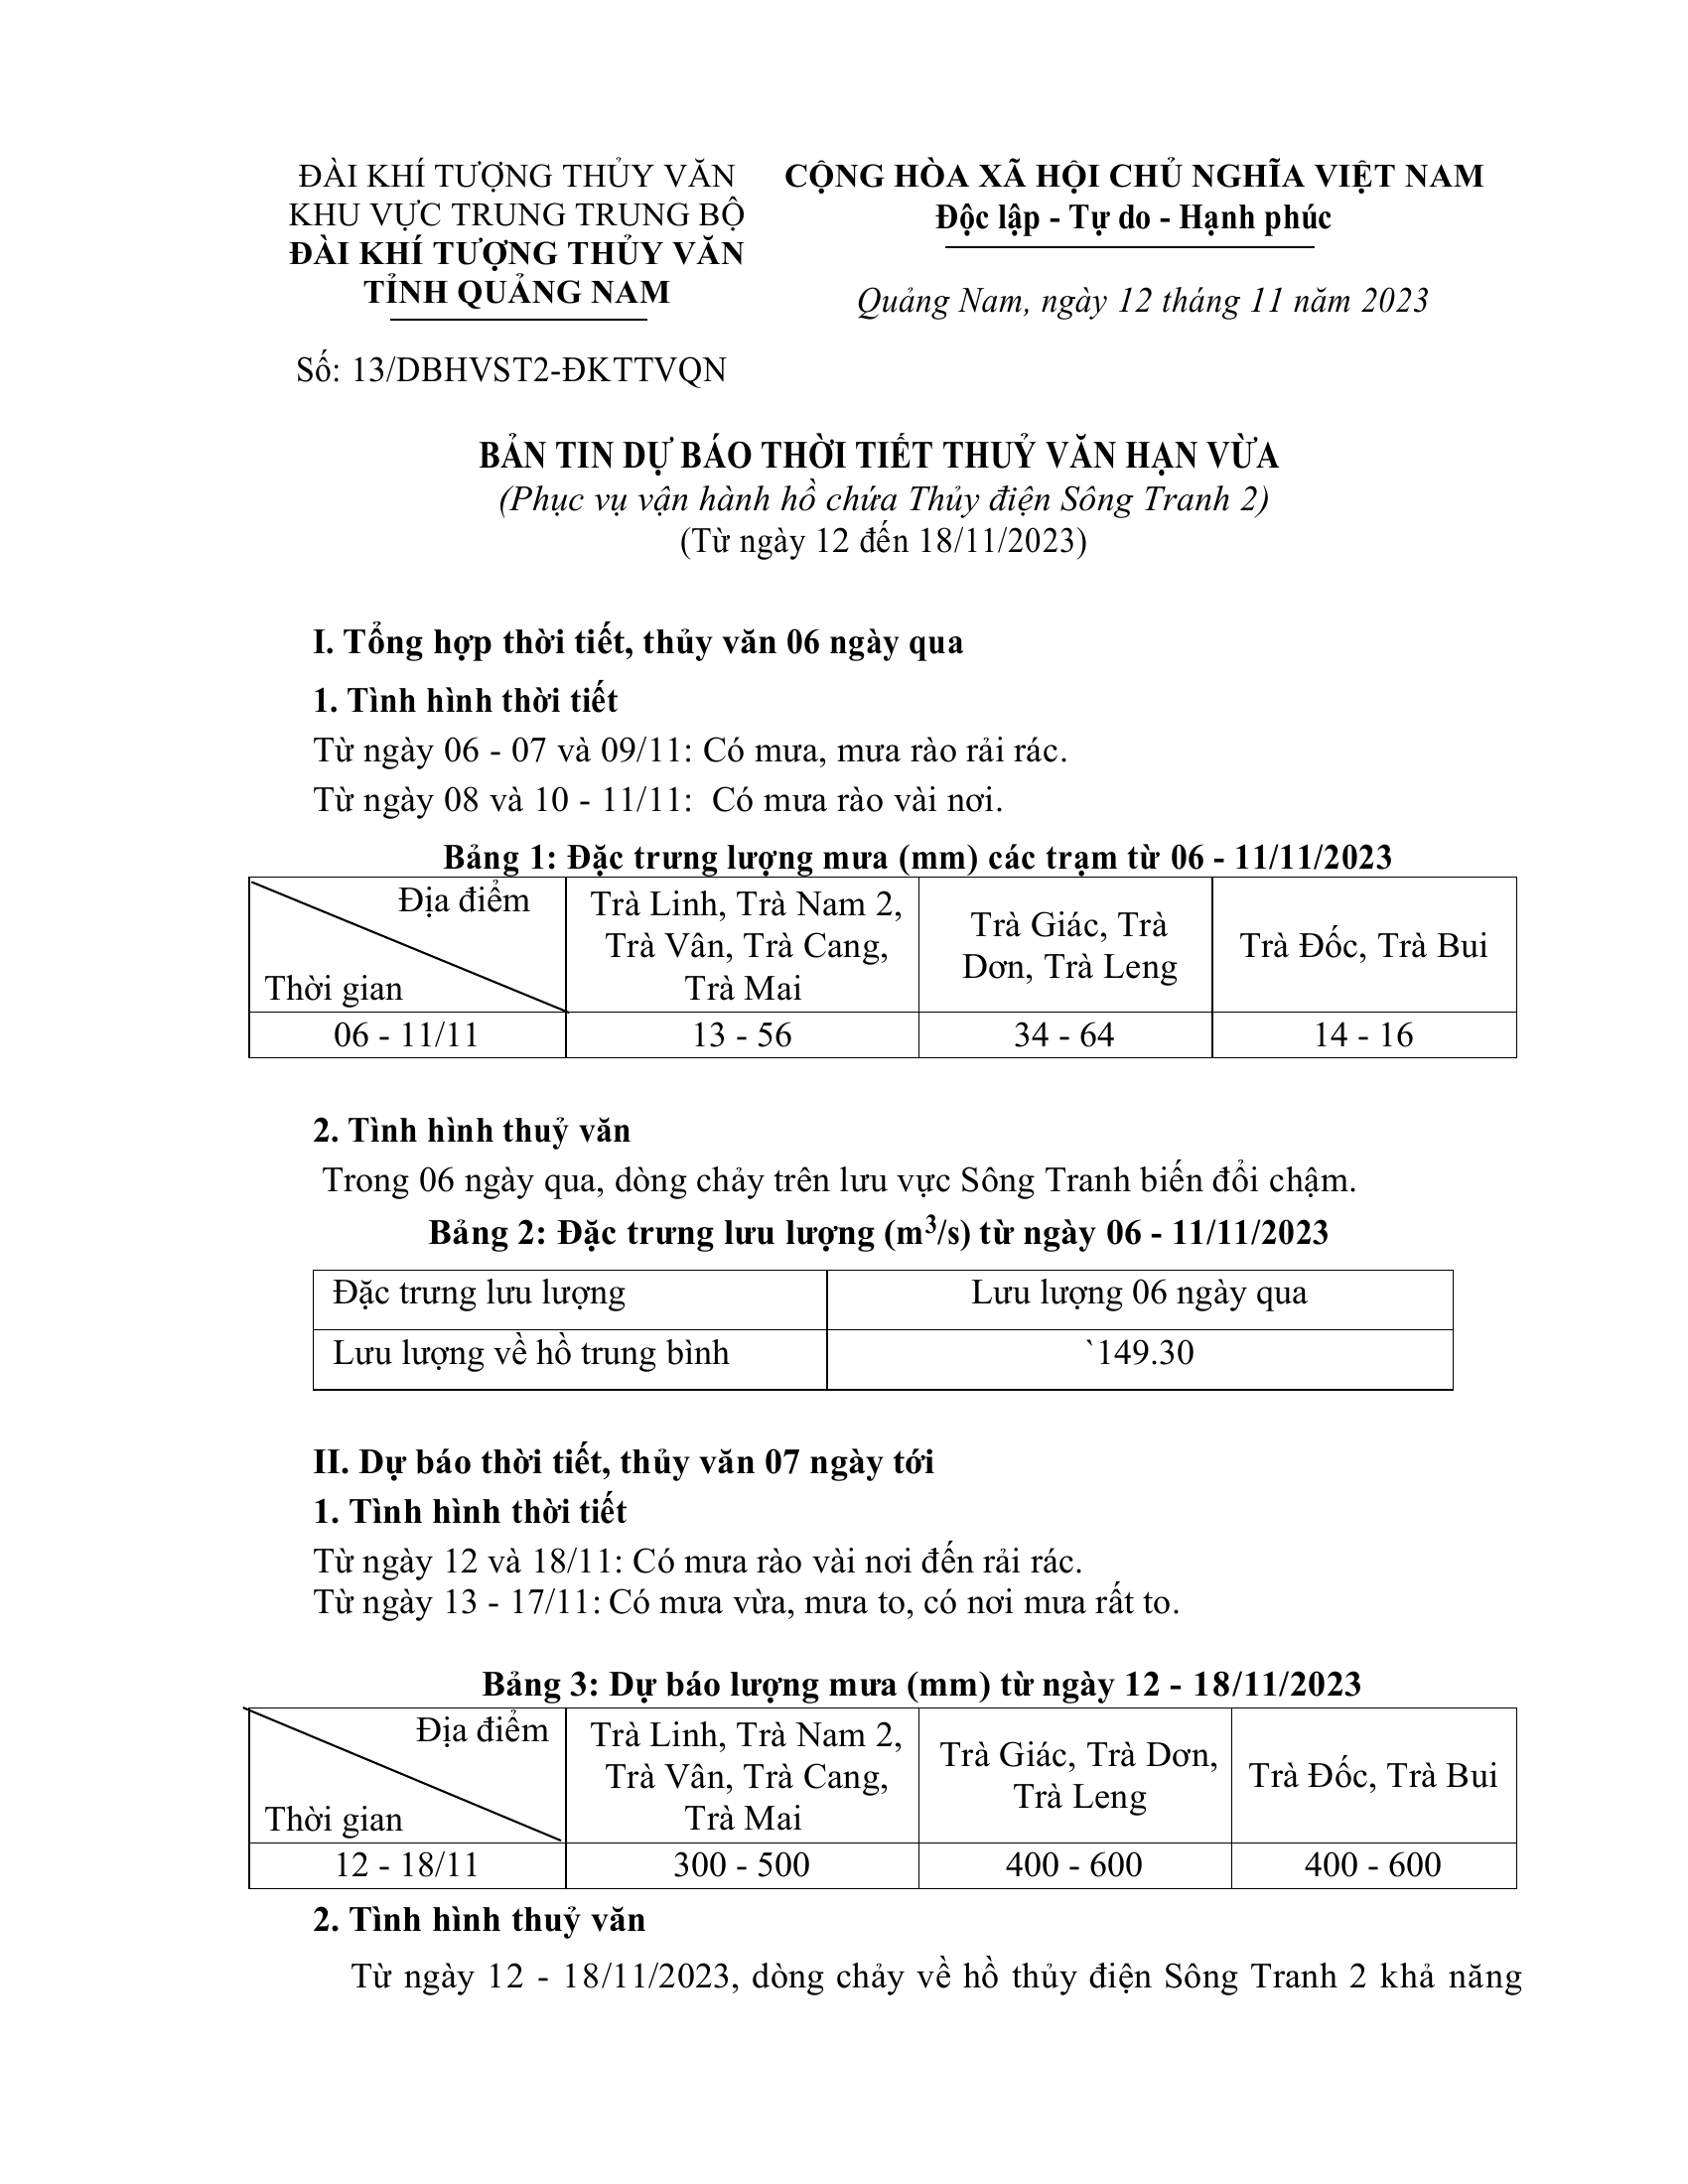 ĐÀI KHÍ TƯỢNG THỦY VĂN
KHU VỰC TRUNG TRUNG BỘ
ĐÀI KHÍ TƯỢNG THỦY VĂN
TỈNH QUẢNG NAM
Số: 13/DBHVST2-ĐKTTVQN
CỘNG HÒA XÃ HỘI CHỦ NGHĨA VIỆT NAM
Độc lập - Tự do - Hạnh phúc
Quảng Nam, ngày 12 tháng 11 năm 2023
BẢN TIN DỰ BÁO THỜI TIẾT THUỶ VĂN HẠN VỪA
(Phục vụ vận hành hồ chứa Thủy điện Sông Tranh 2)
(Từ ngày 12 đến 18/11/2023)
I. Tổng hợp thời tiết, thủy văn 06 ngày qua
1. Tình hình thời tiết
Từ ngày 06 - 07 và 09/11: Có mưa, mưa rào rải rác.
Từ ngày 08 và 10 - 11/11: Có mưa rào vài nơi.
Bảng 1: Đặc trưng lượng mưa (mm) các trạm từ 06 - 11/11/2023
Địa điểm
Thời gian
Trà Linh, Trà Nam 2,
Trà Vân, Trà Cang,
Trà Mai
Trà Giác, Trà
Dơn, Trà Leng
Trà Đốc, Trà Bui
06 - 11/11
13 - 56
34 - 64
14 - 16
2. Tình hình thuỷ văn
Trong 06 ngày qua, dòng chảy trên lưu vực Sông Tranh biến đổi chậm.
Bảng 2: Đặc trưng lưu lượng (m³/s) từ ngày 06 - 11/11/2023
Đặc trưng lưu lượng
Lưu lượng 06 ngày qua
Lưu lượng về hồ trung bình
`149.30
II. Dự báo thời tiết, thủy văn 07 ngày tới
1. Tình hình thời tiết
Từ ngày 12 và 18/11: Có mưa rào vài nơi đến rải rác.
Từ ngày 13 - 17/11: Có mưa vừa, mưa to, có nơi mưa rất to.
Bảng 3: Dự báo lượng mưa (mm) từ ngày 12 - 18/11/2023
Địa điểm
Thời gian
Trà Linh, Trà Nam 2,
Trà Vân, Trà Cang,
Trà Mai
Trà Giác, Trà Dơn,
Trà Leng
Trà Đốc, Trà Bui
12 - 18/11
300 - 500
400 - 600
400 - 600
2. Tình hình thuỷ văn
Từ ngày 12 - 18/11/2023, dòng chảy về hồ thủy điện Sông Tranh 2 khả năng